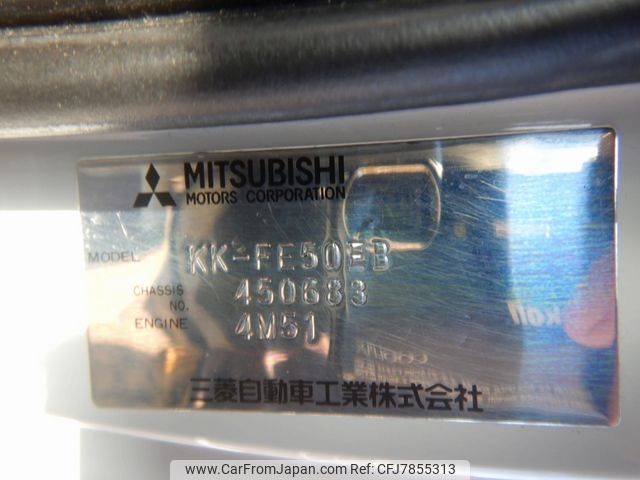 MITSUBISHI
MOTORS CORPORATION
MODEL KK-FE50EB
CHASSIS NO. 450683
ENGINE 4M51
三菱自動車工業株式会社
www.CarFromJapan.com | © CFJ7855313